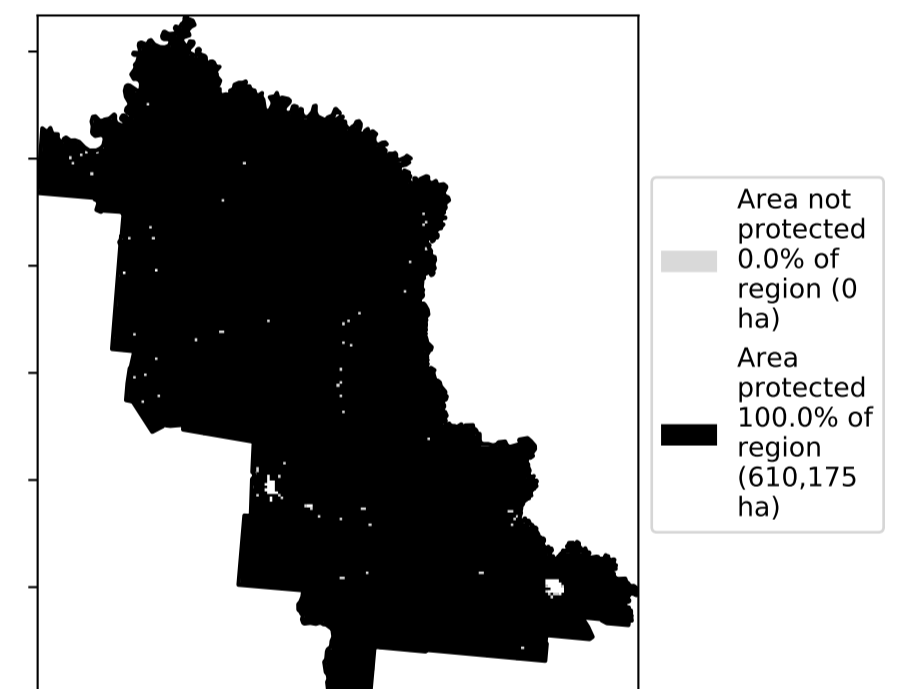 Area not
protected
0.0% of
region (0
ha)
Area
protected
100.0% of
region
(610,175
ha)